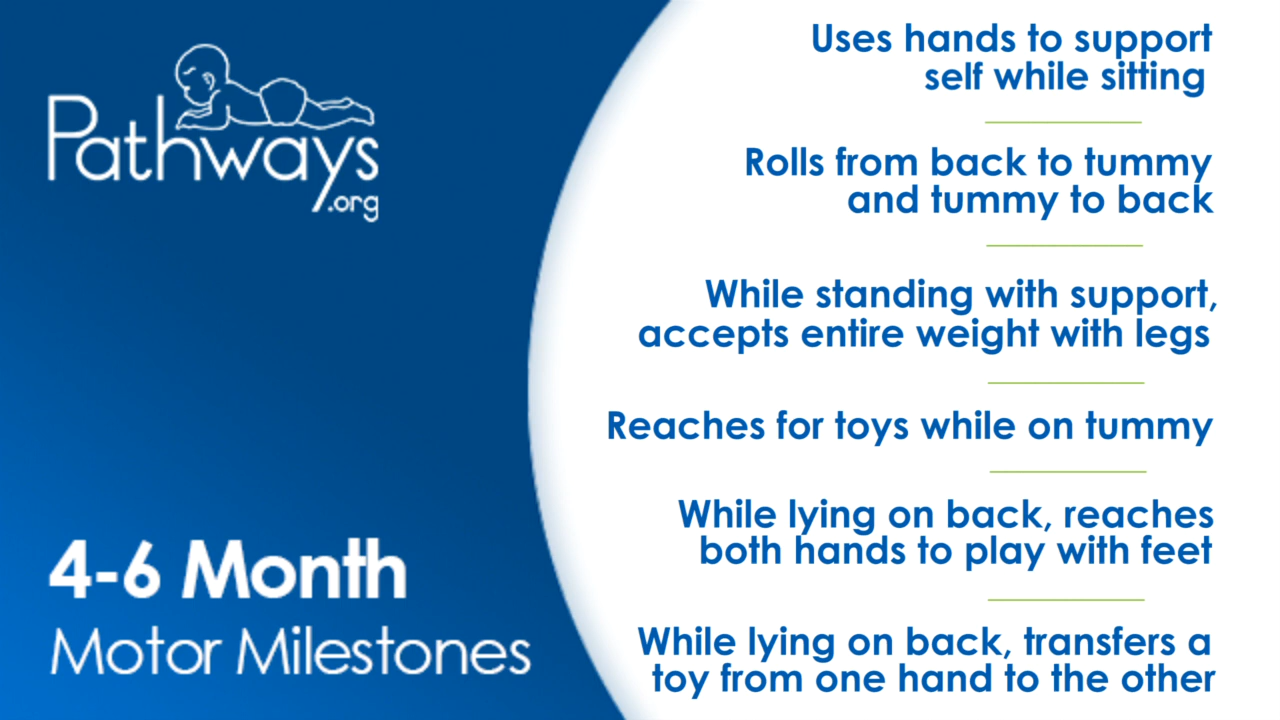 Pathways
.org
4-6 Month
Motor Milestones
Uses hands to support
self while sitting
Rolls from back to tummy
and tummy to back
While standing with support,
accepts entire weight with legs
Reaches for toys while on tummy
While lying on back, reaches
both hands to play with feet
While lying on back, transfers a
toy from one hand to the other